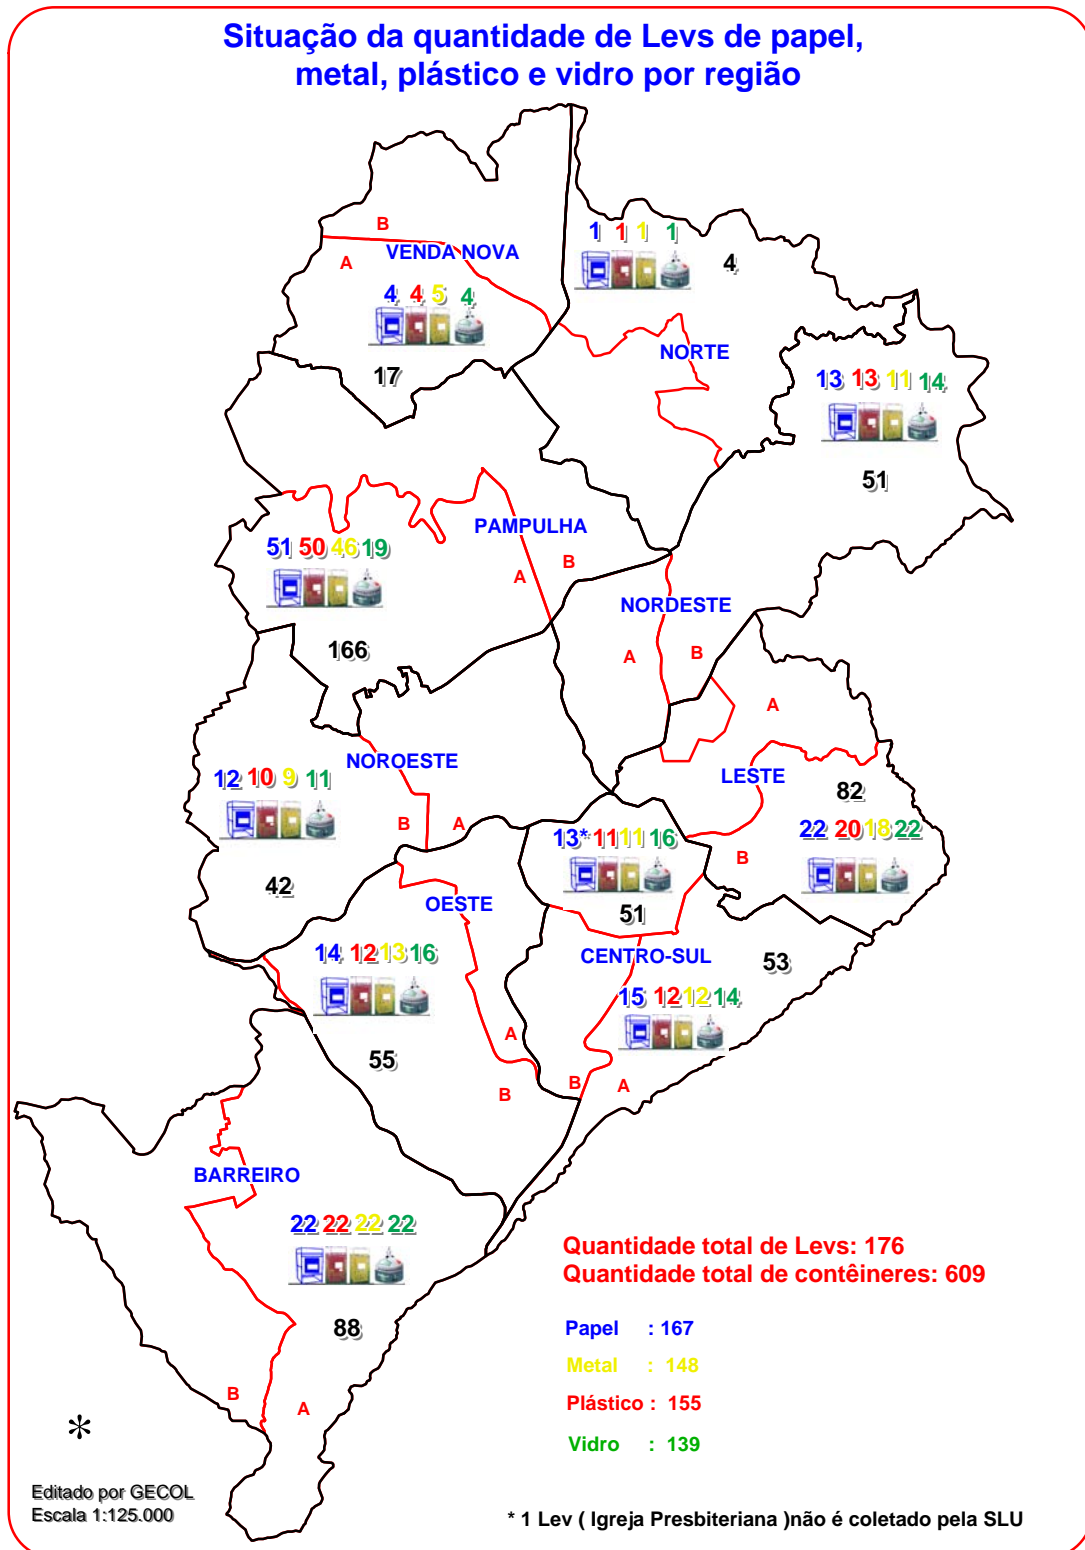 Situação da quantidade de Levs de papel,
metal, plástico e vidro por região
B
A
VENDA NOVA
4 4 5 4
17
1 1 1 1
4
NORTE
13 13 11 14
51
PAMPULHA
A
B
51 50 46 19
166
NORDESTE
A
B
NOROESTE
12 10 9 11
B
A
42
A
LESTE
82
22 20 18 22
B
13* 11 11 16
51
OESTE
14 12 13 16
55
A
B
CENTRO-SUL
53
15 12 12 14
B
A
BARREIRO
22 22 22 22
88
B
A
Quantidade total de Levs: 176
Quantidade total de contêineres: 609
Papel : 167
Metal : 148
Plástico : 155
Vidro : 139
*
Editado por GECOL
Escala 1:125.000
* 1 Lev ( Igreja Presbiteriana )não é coletado pela SLU